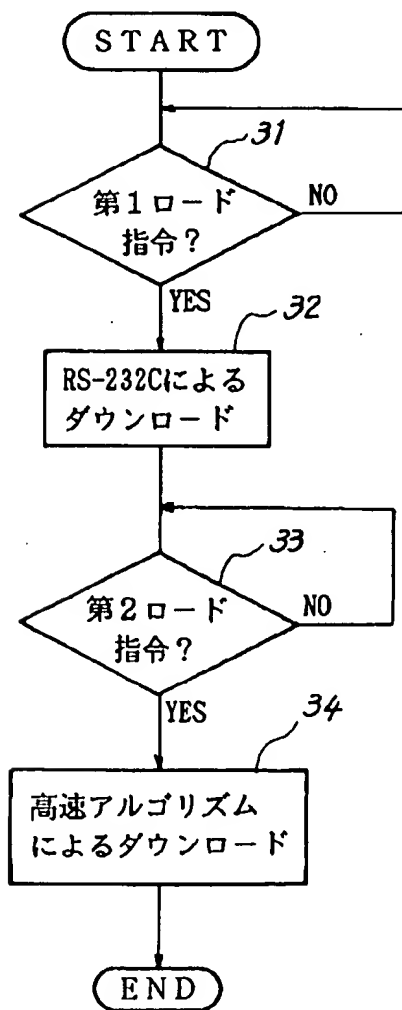 START
31
第1ロード
指令?
NO
YES
32
RS-232Cによる
ダウンロード
33
第2ロード
指令?
NO
YES
34
高速アルゴリズム
によるダウンロード
END